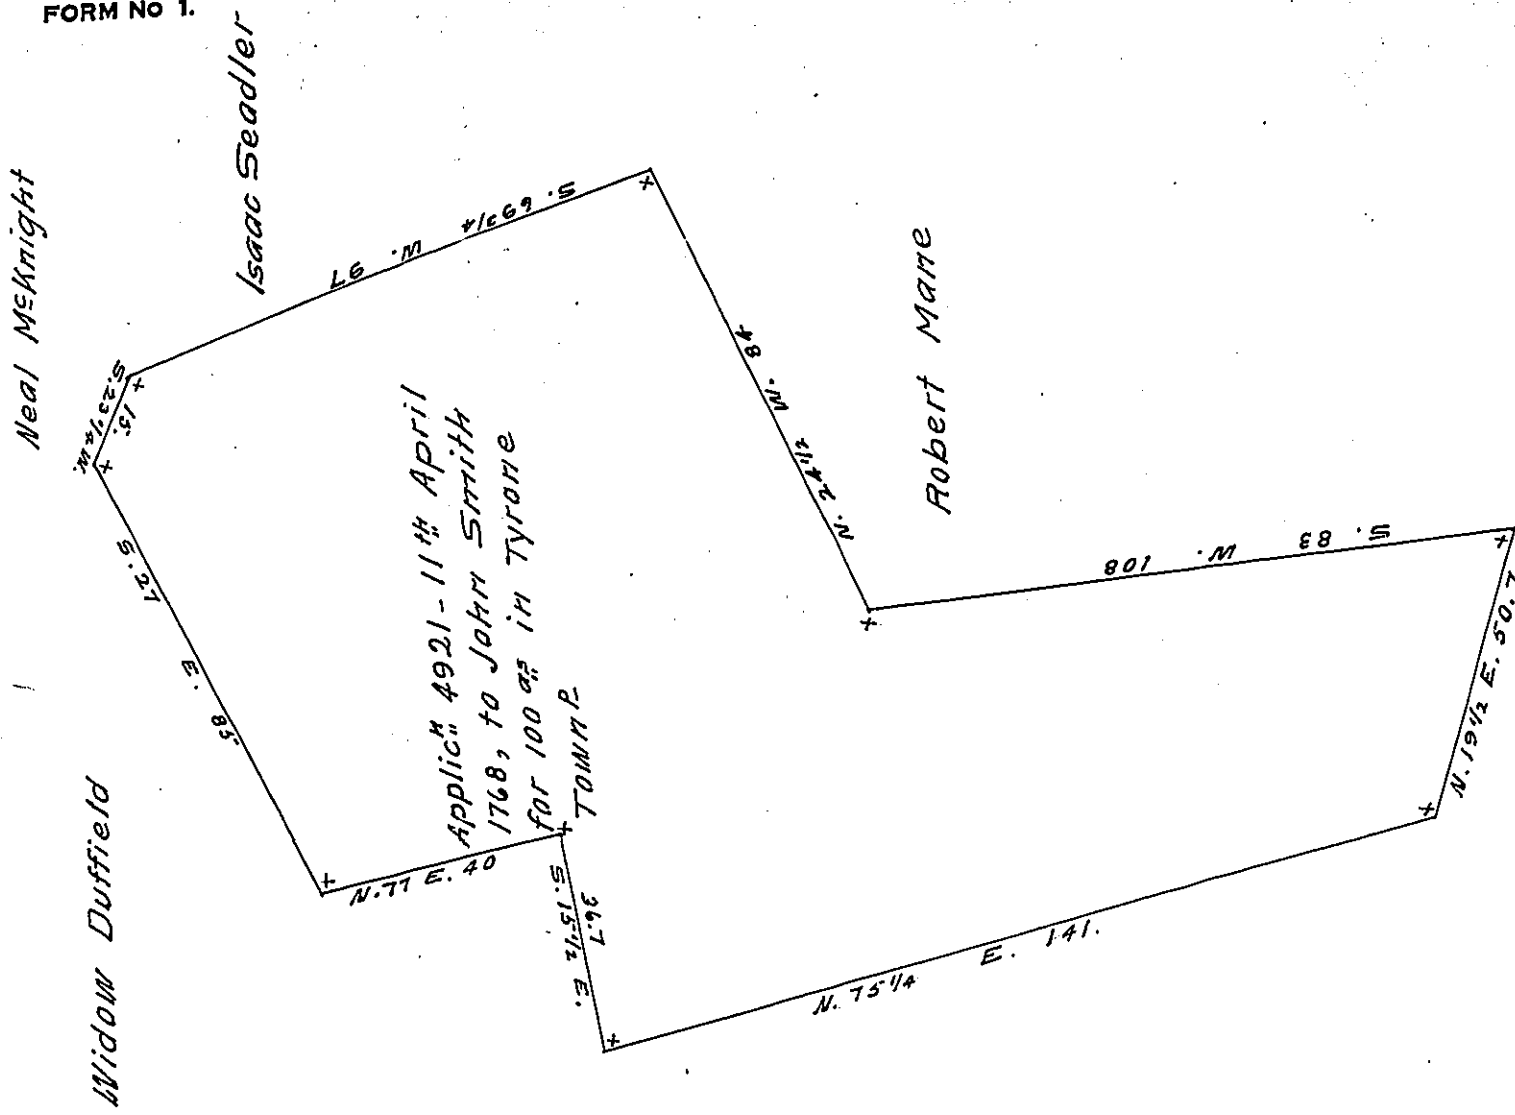 FORM No 1.
Neal McKnight
Isaac Seadler
S. 23 1/4 W.
15.
S. 69 3/4 W. 97
S. 27 E. 85
N. 24 1/2 W. 84
Robert Mane
Applicn 4921 - 11th April
1768, to John Smith
for 100 as in Tyrone
Townp
Widow Duffield
N. 77 E. 40
36.7
S. 15 1/2 E.
S. 83 W. 108
N. 75 1/4 E. 141.
N. 19 1/2 E. 50.7